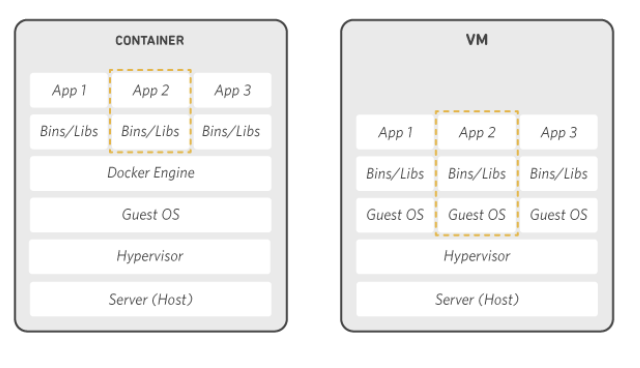 CONTAINER
App 1 App 2 App 3
Bins/Libs Bins/Libs Bins/Libs
Docker Engine
Guest OS
Hypervisor
Server (Host)
VM
App 1 App 2 App 3
Bins/Libs Bins/Libs Bins/Libs
Guest OS Guest OS Guest OS
Hypervisor
Server (Host)